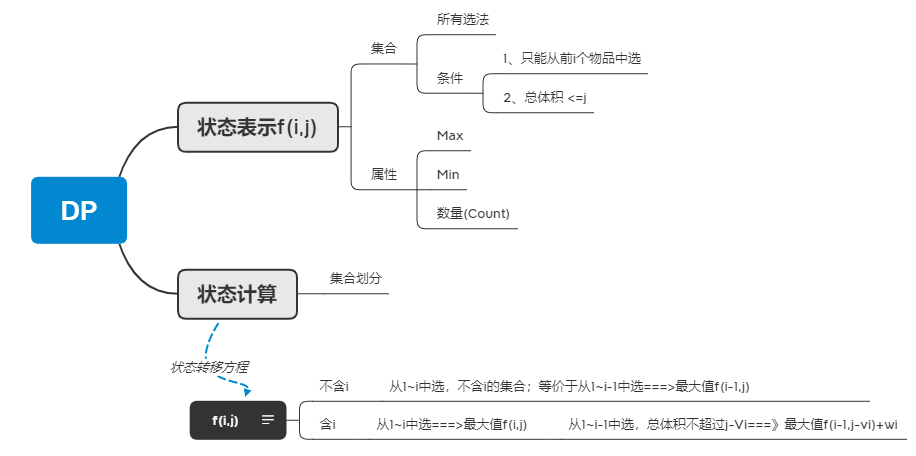 DP
状态表示f(i,j)
集合
所有选法
条件
1、只能从前i个物品中选
2、总体积 <=j
属性
Max
Min
数量(Count)
状态计算
集合划分
状态转移方程
f(i,j)
不含i
从1~i中选，不含i的集合；等价于从1~i-1中选===>最大值f(i-1,j)
含i
从1~i中选===>最大值f(i,j)
从1~i-1中选，总体积不超过j-Vi===》最大值f(i-1,j-vi)+wi